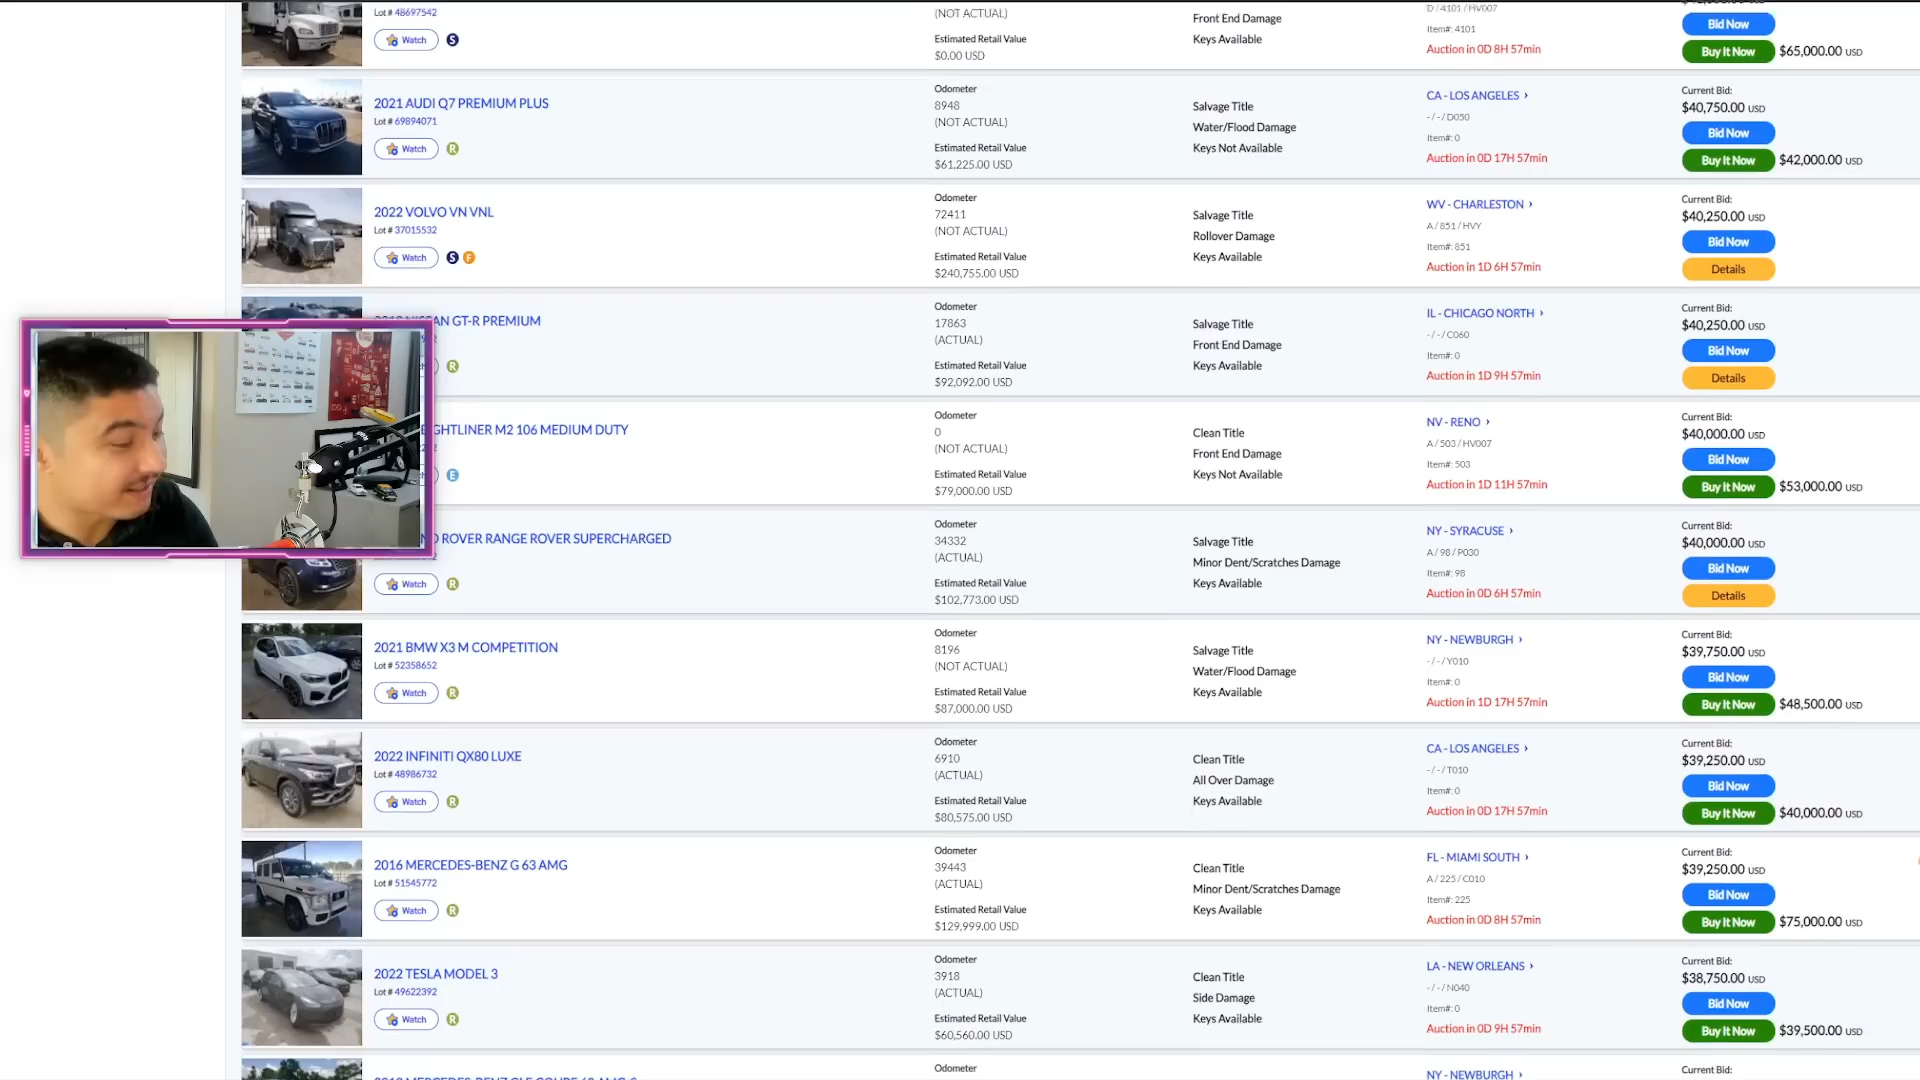 Lot # 48697542
Watch
S
(NOT ACTUAL)
Estimated Retail Value
$0.00 USD
Front End Damage
Keys Available
D / 4101 / HV007
Item#: 4101
Auction in 0D 8H 57min
Bid Now
Buy It Now $65,000.00 USD
2021 AUDI Q7 PREMIUM PLUS
Lot # 69894071
Watch
R
Odometer
8948
(NOT ACTUAL)
Estimated Retail Value
$61,225.00 USD
Salvage Title
Water/Flood Damage
Keys Not Available
CA - LOS ANGELES ›
- / - / D050
Item#: 0
Auction in 0D 17H 57min
Current Bid:
$40,750.00 USD
Bid Now
Buy It Now $42,000.00 USD
2022 VOLVO VN VNL
Lot # 37015532
Watch
S F
Odometer
72411
(NOT ACTUAL)
Estimated Retail Value
$240,755.00 USD
Salvage Title
Rollover Damage
Keys Available
WV - CHARLESTON ›
A / 851 / HVY
Item#: 851
Auction in 1D 6H 57min
Current Bid:
$40,250.00 USD
Bid Now
Details
GT-R PREMIUM
R
Odometer
17863
(ACTUAL)
Estimated Retail Value
$92,092.00 USD
Salvage Title
Front End Damage
Keys Available
IL - CHICAGO NORTH ›
- / - / C060
Item#: 0
Auction in 1D 9H 57min
Current Bid:
$40,250.00 USD
Bid Now
Details
GHTLINER M2 106 MEDIUM DUTY
E
Odometer
0
(NOT ACTUAL)
Estimated Retail Value
$79,000.00 USD
Clean Title
Front End Damage
Keys Not Available
NV - RENO ›
A / 503 / HV007
Item#: 503
Auction in 1D 11H 57min
Current Bid:
$40,000.00 USD
Bid Now
Buy It Now $53,000.00 USD
ROVER RANGE ROVER SUPERCHARGED
Watch
R
Odometer
34332
(ACTUAL)
Estimated Retail Value
$102,773.00 USD
Salvage Title
Minor Dent/Scratches Damage
Keys Available
NY - SYRACUSE ›
A / 98 / P030
Item#: 98
Auction in 0D 6H 57min
Current Bid:
$40,000.00 USD
Bid Now
Details
2021 BMW X3 M COMPETITION
Lot # 52358652
Watch
R
Odometer
8196
(NOT ACTUAL)
Estimated Retail Value
$87,000.00 USD
Salvage Title
Water/Flood Damage
Keys Available
NY - NEWBURGH ›
- / - / Y010
Item#: 0
Auction in 1D 17H 57min
Current Bid:
$39,750.00 USD
Bid Now
Buy It Now $48,500.00 USD
2022 INFINITI QX80 LUXE
Lot # 48986732
Watch
R
Odometer
6910
(ACTUAL)
Estimated Retail Value
$80,575.00 USD
Clean Title
All Over Damage
Keys Available
CA - LOS ANGELES ›
- / - / T010
Item#: 0
Auction in 0D 17H 57min
Current Bid:
$39,250.00 USD
Bid Now
Buy It Now $40,000.00 USD
2016 MERCEDES-BENZ G 63 AMG
Lot # 51545772
Watch
R
Odometer
39443
(ACTUAL)
Estimated Retail Value
$129,999.00 USD
Clean Title
Minor Dent/Scratches Damage
Keys Available
FL - MIAMI SOUTH ›
A / 225 / C010
Item#: 225
Auction in 0D 8H 57min
Current Bid:
$39,250.00 USD
Bid Now
Buy It Now $75,000.00 USD
2022 TESLA MODEL 3
Lot # 49622392
Watch
R
Odometer
3918
(ACTUAL)
Estimated Retail Value
$60,560.00 USD
Clean Title
Side Damage
Keys Available
LA - NEW ORLEANS ›
- / - / N040
Item#: 0
Auction in 0D 9H 57min
Current Bid:
$38,750.00 USD
Bid Now
Buy It Now $39,500.00 USD
Odometer
NY - NEWBURGH ›
Current Bid: